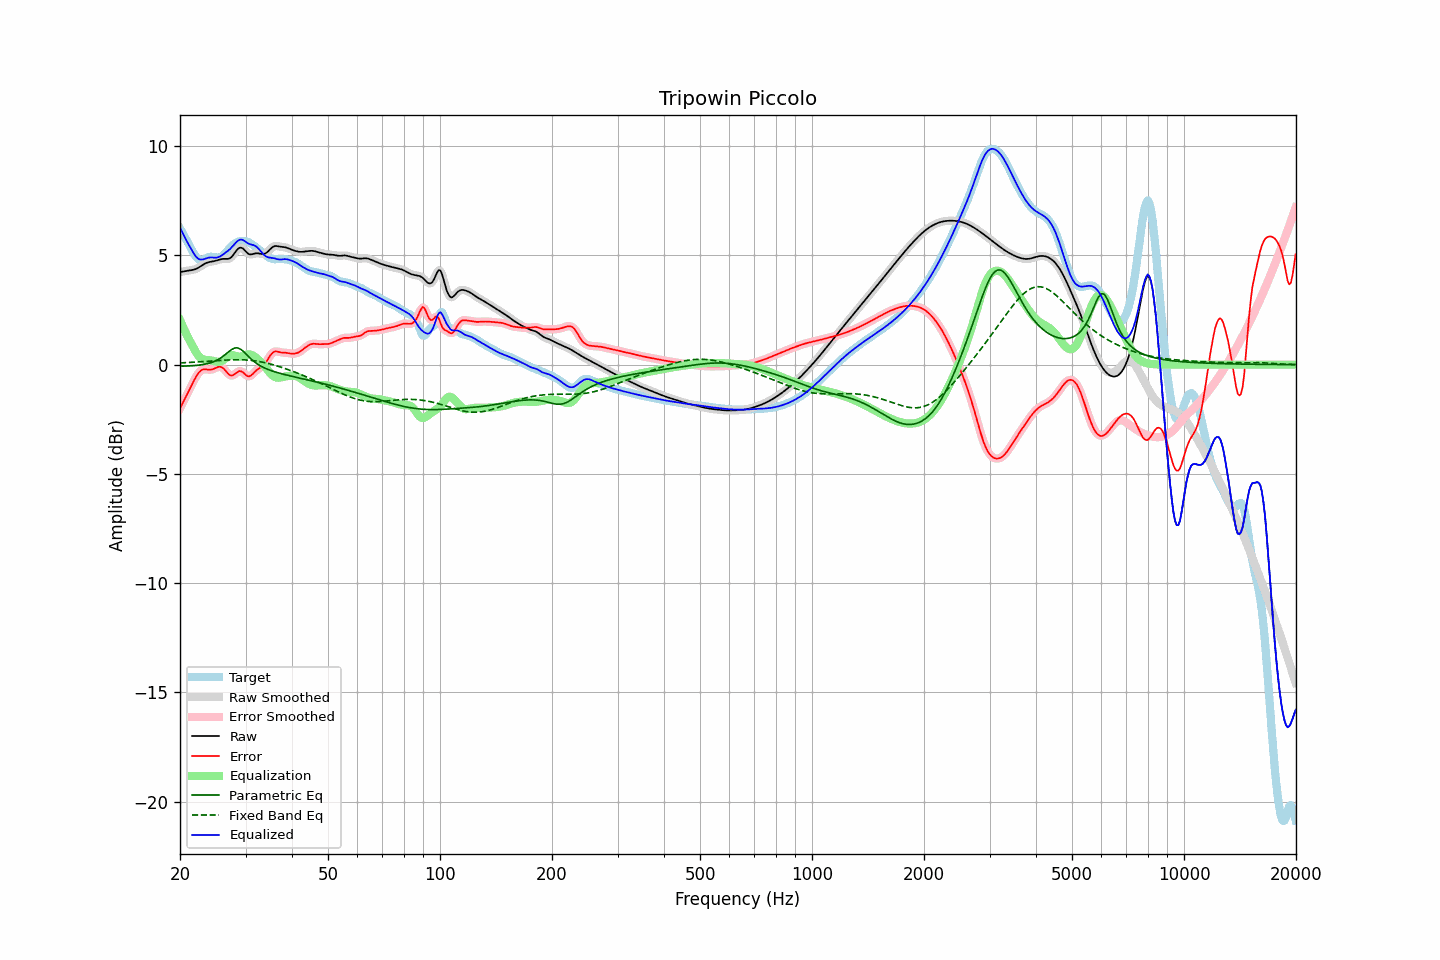 Tripowin Piccolo
10
5
0
−5
−10
−15
−20
Amplitude (dBr)
Target
Raw Smoothed
Error Smoothed
Raw
Error
Equalization
Parametric Eq
Fixed Band Eq
Equalized
20 50 100 200 500 1000 2000 5000 10000 20000
Frequency (Hz)